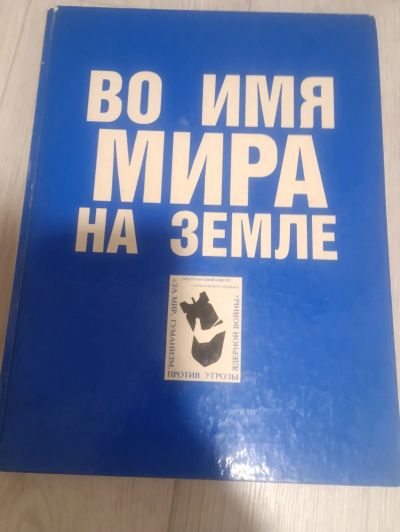 ВО ИМЯ
МИРА
НА ЗЕМЛЕ
«ЗА МИР, ГУМАНИЗМ,
ПРОТИВ УГРОЗЫ
ЯДЕРНОЙ ВОЙНЫ»